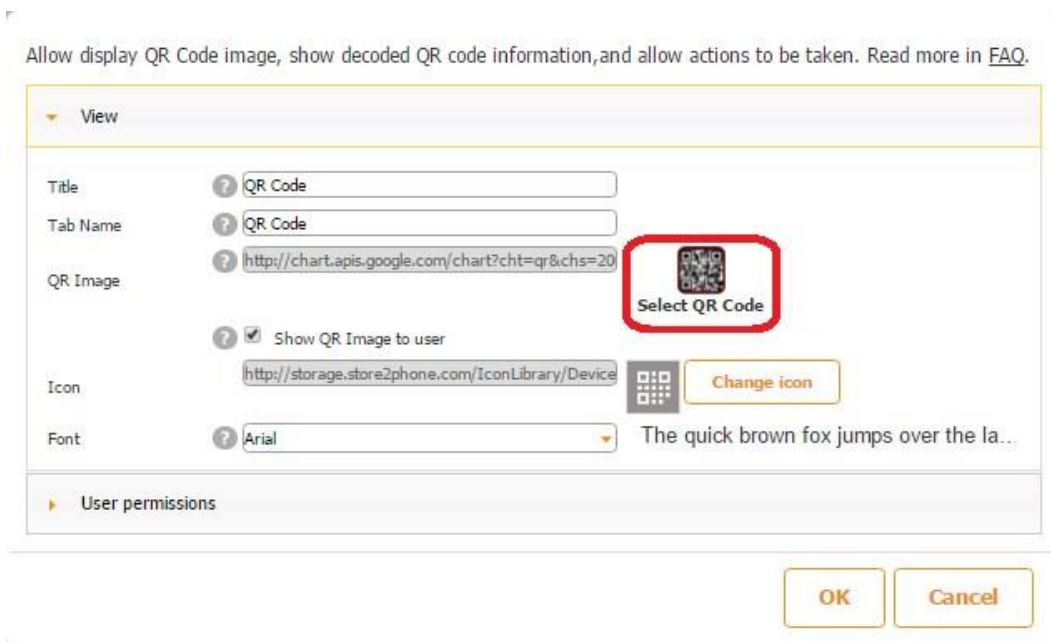 Allow display QR Code image, show decoded QR code information,and allow actions to be taken. Read more in FAQ.
View
Title ? QR Code
Tab Name ? QR Code
QR Image ? http://chart.apis.google.com/chart?cht=qr&chs=20
Select QR Code
? Show QR Image to user
Icon http://storage.store2phone.com/IconLibrary/Device Change icon
Font ? Arial The quick brown fox jumps over the la...
User permissions
OK Cancel